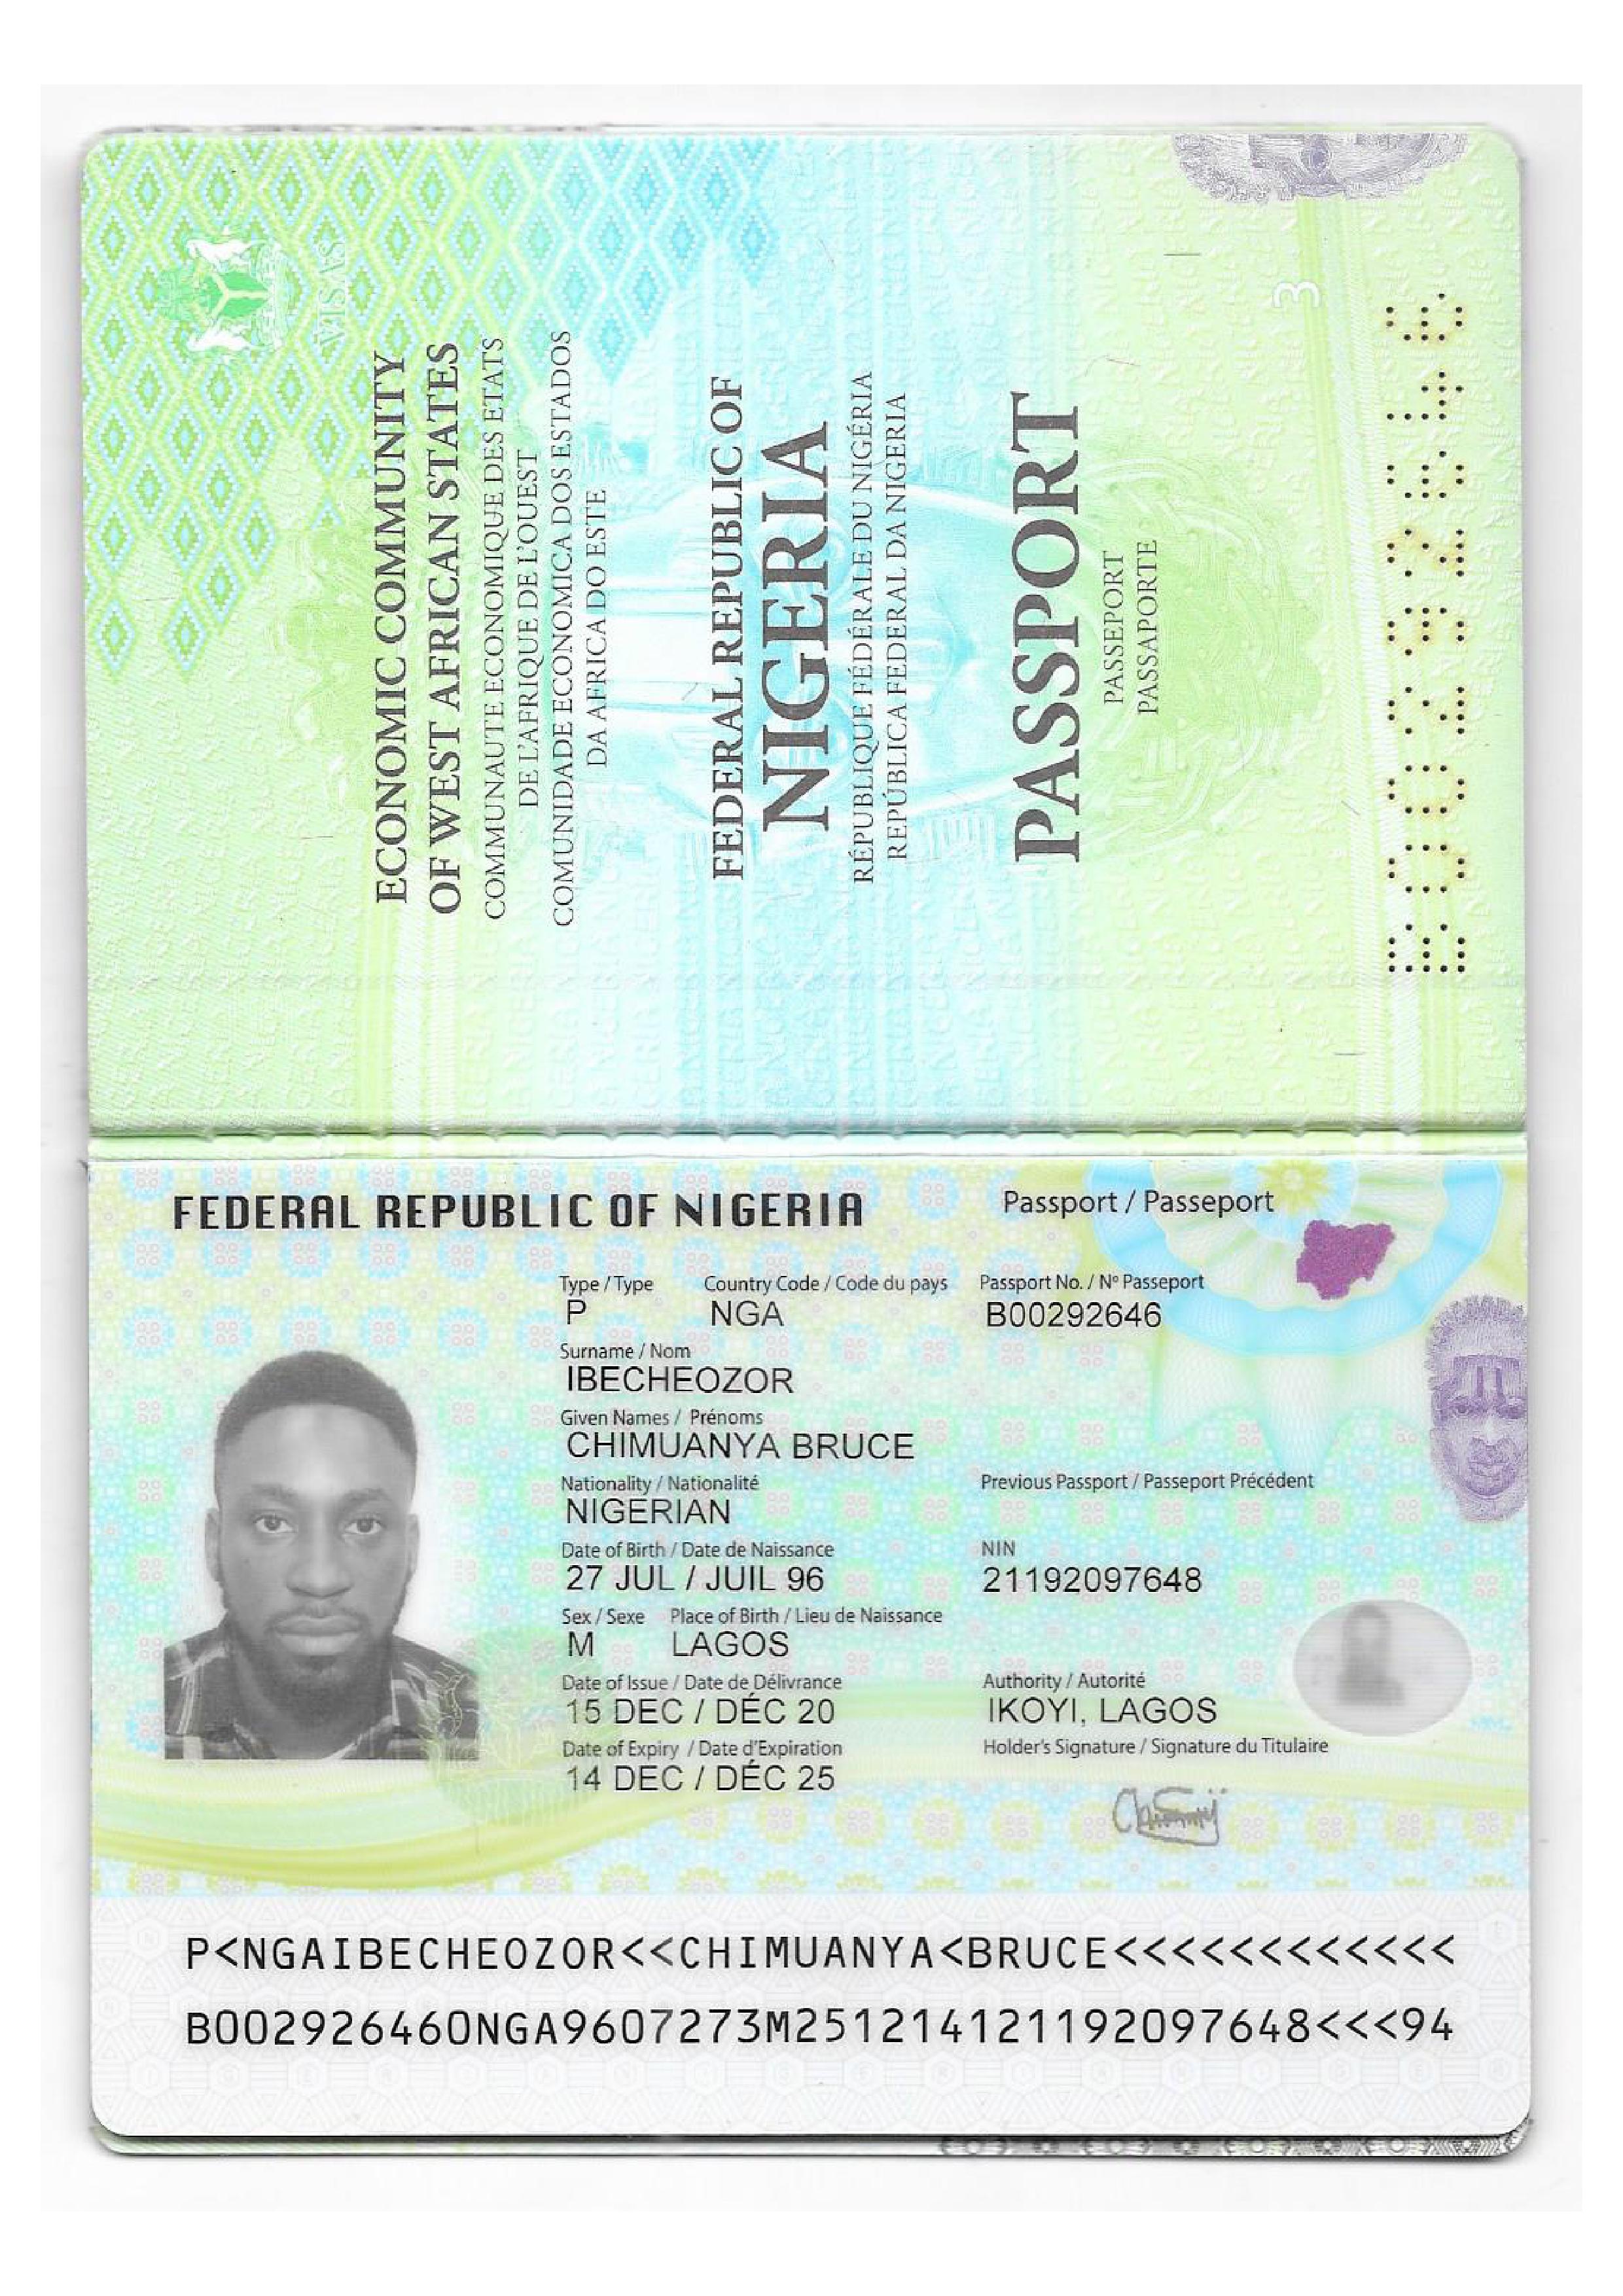 VISAS
ECONOMIC COMMUNITY
OF WEST AFRICAN STATES
COMMUNAUTE ECONOMIQUE DES ETATS
DE L'AFRIQUE DE L'OUEST
COMUNIDADE ECONOMICA DOS ESTADOS
DA AFRICA DO ESTE
FEDERAL REPUBLIC OF
NIGERIA
RÉPUBLIQUE FÉDÉRALE DU NIGÉRIA
REPÚBLICA FEDERAL DA NIGERIA
PASSPORT
PASSEPORT
PASSAPORTE
3
B00292646
FEDERAL REPUBLIC OF NIGERIA
Passport / Passeport
Type / Type Country Code / Code du pays Passport No. / Nº Passeport
P NGA B00292646
Surname / Nom
IBECHEOZOR
Given Names / Prénoms
CHIMUANYA BRUCE
Nationality / Nationalité Previous Passport / Passeport Précédent
NIGERIAN
Date of Birth / Date de Naissance NIN
27 JUL / JUIL 96 21192097648
Sex / Sexe Place of Birth / Lieu de Naissance
M LAGOS
Date of Issue / Date de Délivrance Authority / Autorité
15 DEC / DÉC 20 IKOYI, LAGOS
Date of Expiry / Date d'Expiration Holder's Signature / Signature du Titulaire
14 DEC / DÉC 25
P<NGAIBECHEOZOR<<CHIMUANYA<BRUCE<<<<<<<<<<<<
B002926460NGA9607273M251214121192097648<<<94